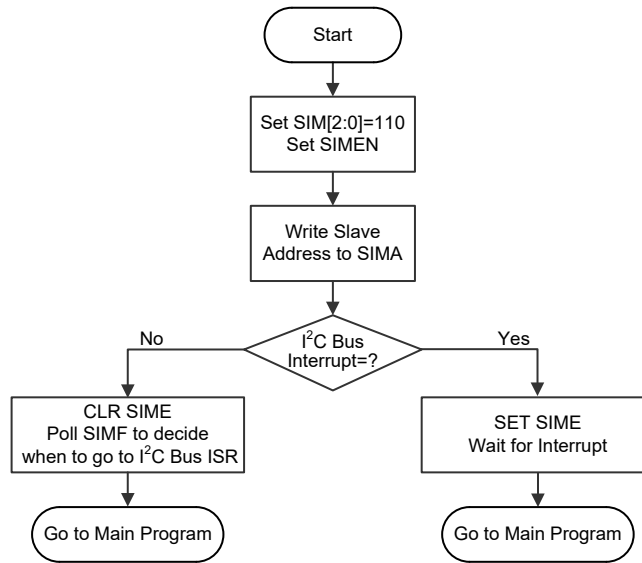 Start
Set SIM[2:0]=110
Set SIMEN
Write Slave
Address to SIMA
I²C Bus
Interrupt=?
No
Yes
CLR SIME
Poll SIMF to decide
when to go to I²C Bus ISR
SET SIME
Wait for Interrupt
Go to Main Program
Go to Main Program